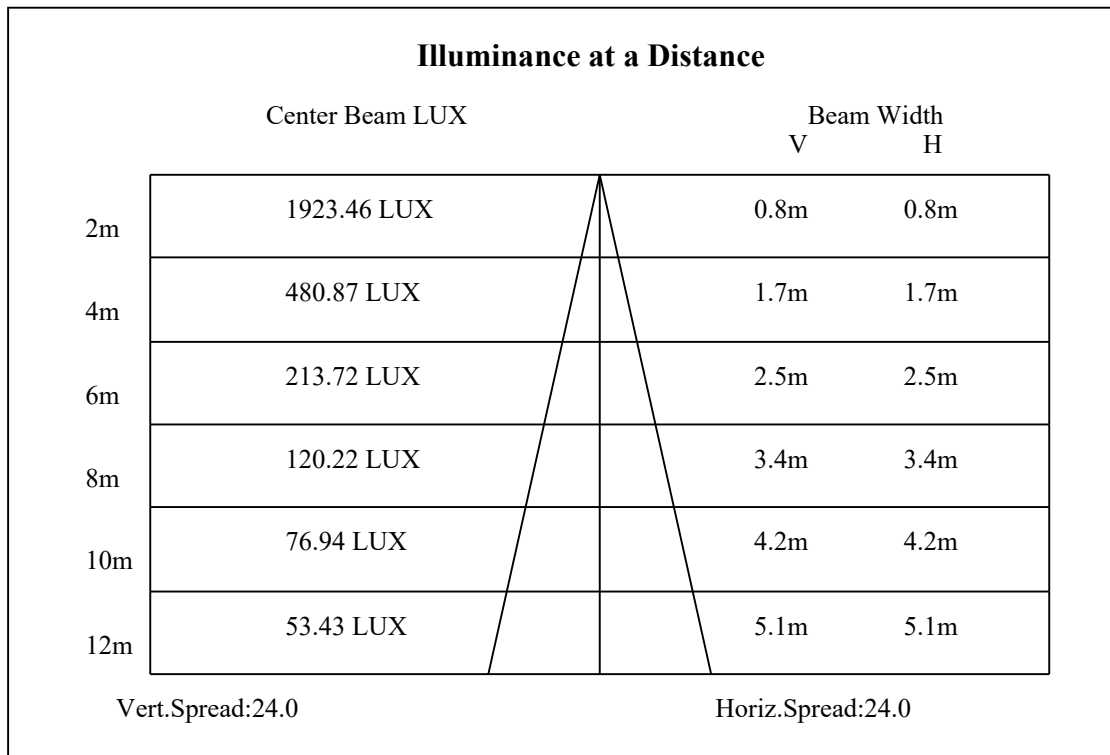 Illuminance at a Distance
Center Beam LUX Beam Width
V H
1923.46 LUX 0.8m 0.8m
2m
480.87 LUX 1.7m 1.7m
4m
213.72 LUX 2.5m 2.5m
6m
120.22 LUX 3.4m 3.4m
8m
76.94 LUX 4.2m 4.2m
10m
53.43 LUX 5.1m 5.1m
12m
Vert.Spread:24.0 Horiz.Spread:24.0